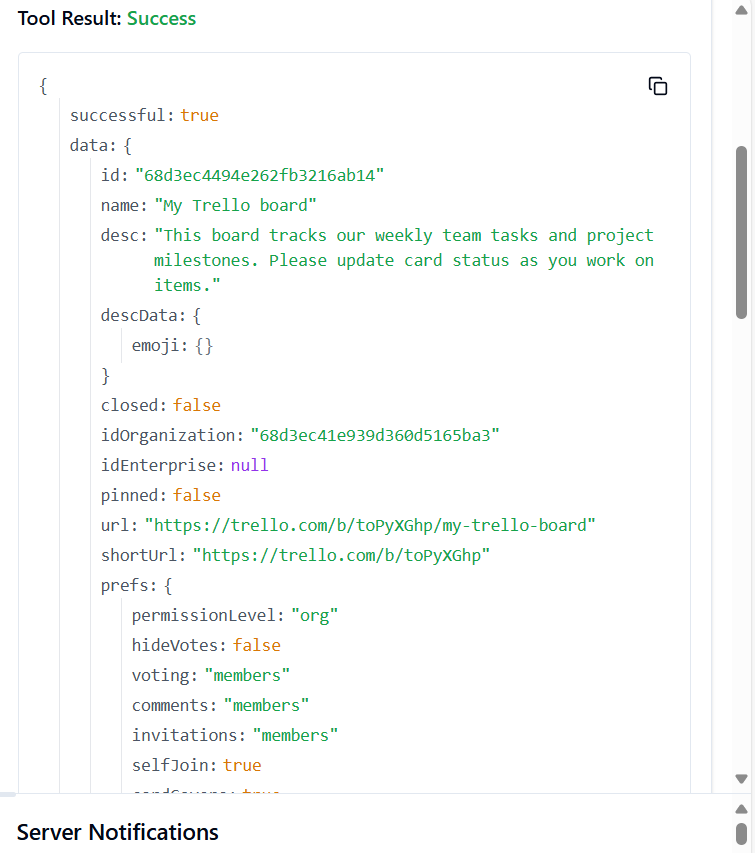 Tool Result: Success
{
successful: true
data: {
id: "68d3ec4494e262fb3216ab14"
name: "My Trello board"
desc: "This board tracks our weekly team tasks and project
milestones. Please update card status as you work on
items."
descData: {
emoji: {}
}
closed: false
idOrganization: "68d3ec41e939d360d5165ba3"
idEnterprise: null
pinned: false
url: "https://trello.com/b/toPyXGhp/my-trello-board"
shortUrl: "https://trello.com/b/toPyXGhp"
prefs: {
permissionLevel: "org"
hideVotes: false
voting: "members"
comments: "members"
invitations: "members"
selfJoin: true
Server Notifications